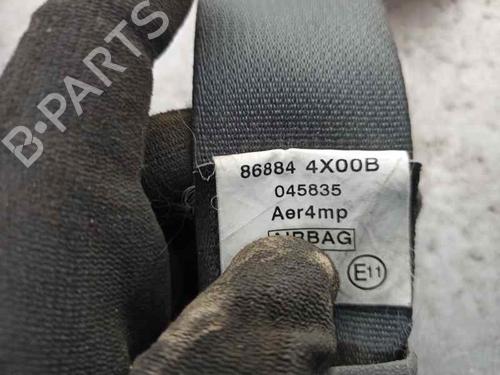 B-PARTS
86884 4X00B
045835
Aer4mp
AIRBAG
E11